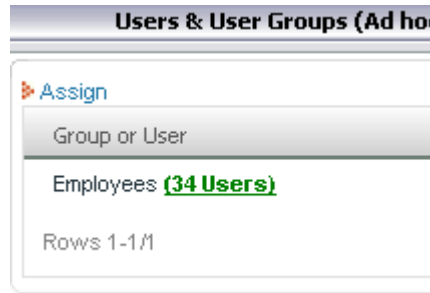 Users & User Groups (Ad ho
Assign
Group or User
Employees (34 Users)
Rows 1-1/1